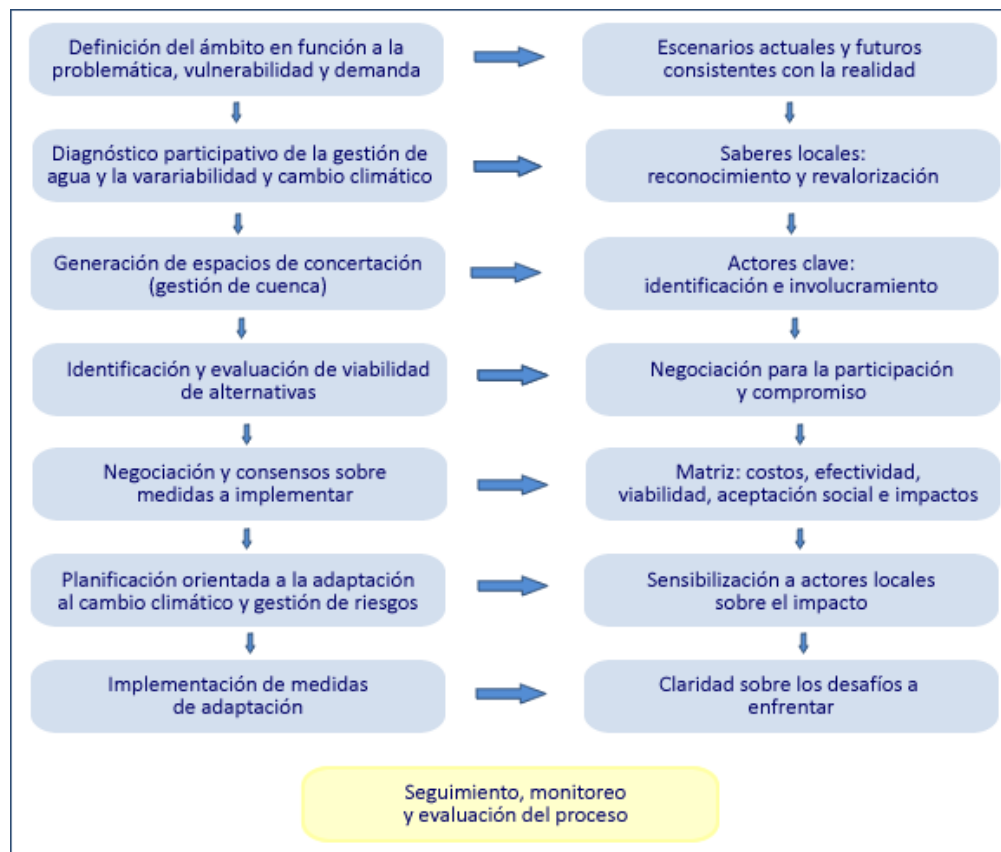 Definición del ámbito en función a la
problemática, vulnerabilidad y demanda
Escenarios actuales y futuros
consistentes con la realidad
Diagnóstico participativo de la gestión de
agua y la varariabilidad y cambio climático
Saberes locales:
reconocimiento y revalorización
Generación de espacios de concertación
(gestión de cuenca)
Actores clave:
identificación e involucramiento
Identificación y evaluación de viabilidad
de alternativas
Negociación para la participación
y compromiso
Negociación y consensos sobre
medidas a implementar
Matriz: costos, efectividad,
viabilidad, aceptación social e impactos
Planificación orientada a la adaptación
al cambio climático y gestión de riesgos
Sensibilización a actores locales
sobre el impacto
Implementación de medidas
de adaptación
Claridad sobre los desafíos a
enfrentar
Seguimiento, monitoreo
y evaluación del proceso